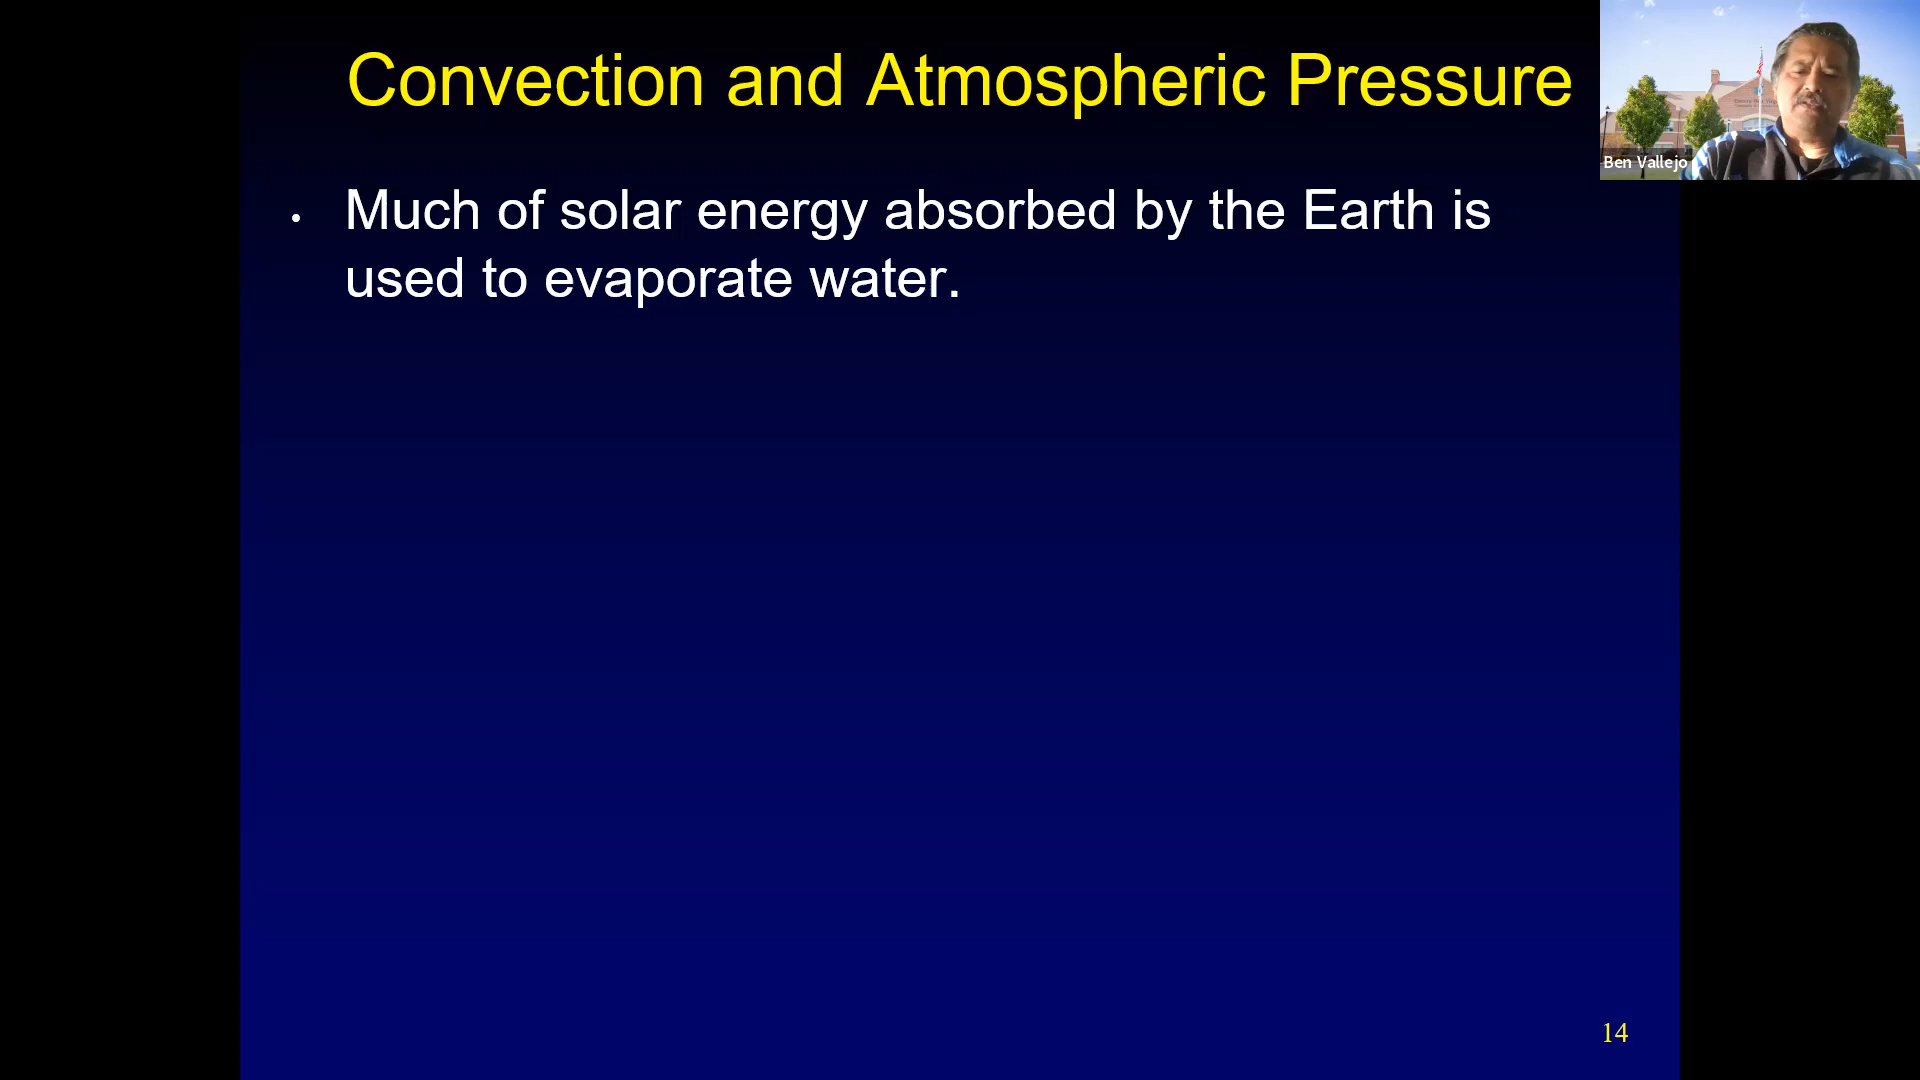 Convection and Atmospheric Pressure
• Much of solar energy absorbed by the Earth is
used to evaporate water.
Ben Vallejo
14